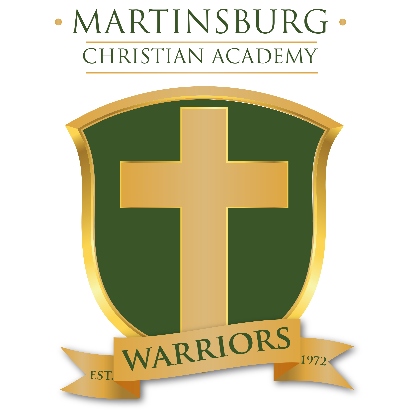 • MARTINSBURG •
CHRISTIAN ACADEMY
WARRIORS
EST. 1972